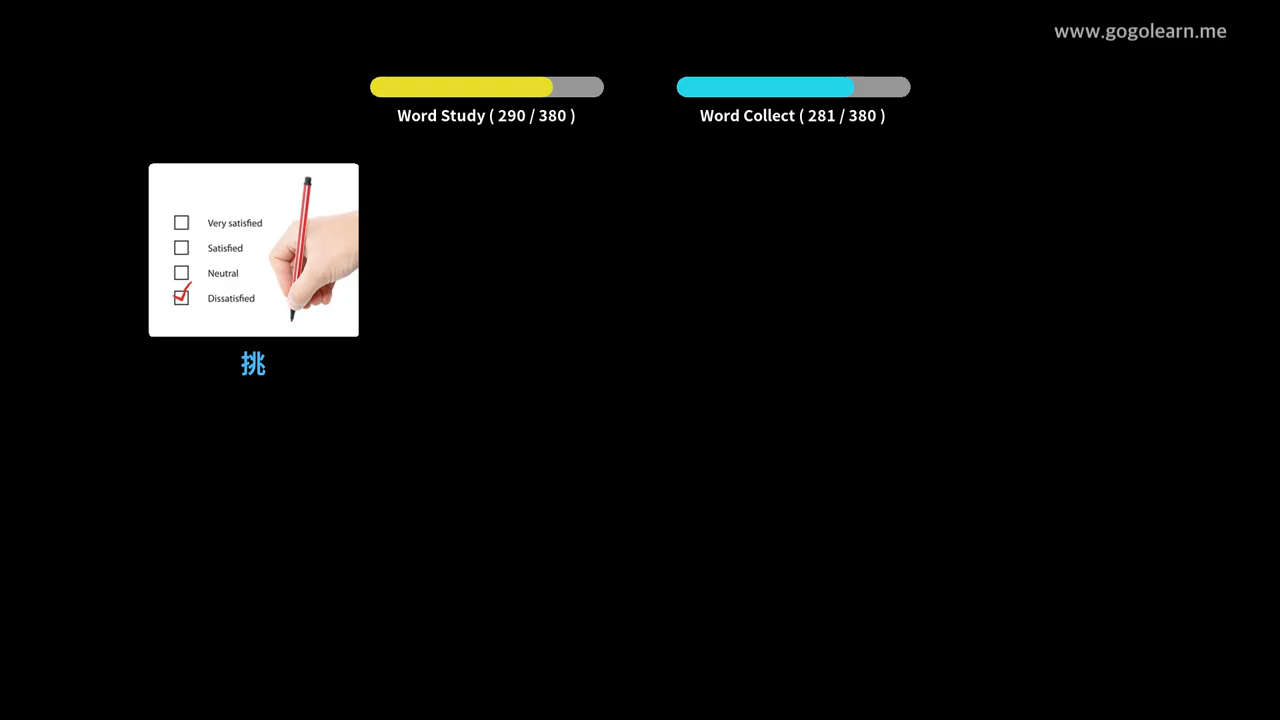 www.gogolearn.me
Word Study ( 290 / 380 )
Word Collect ( 281 / 380 )
Very satisfied
Satisfied
Neutral
Dissatisfied
挑